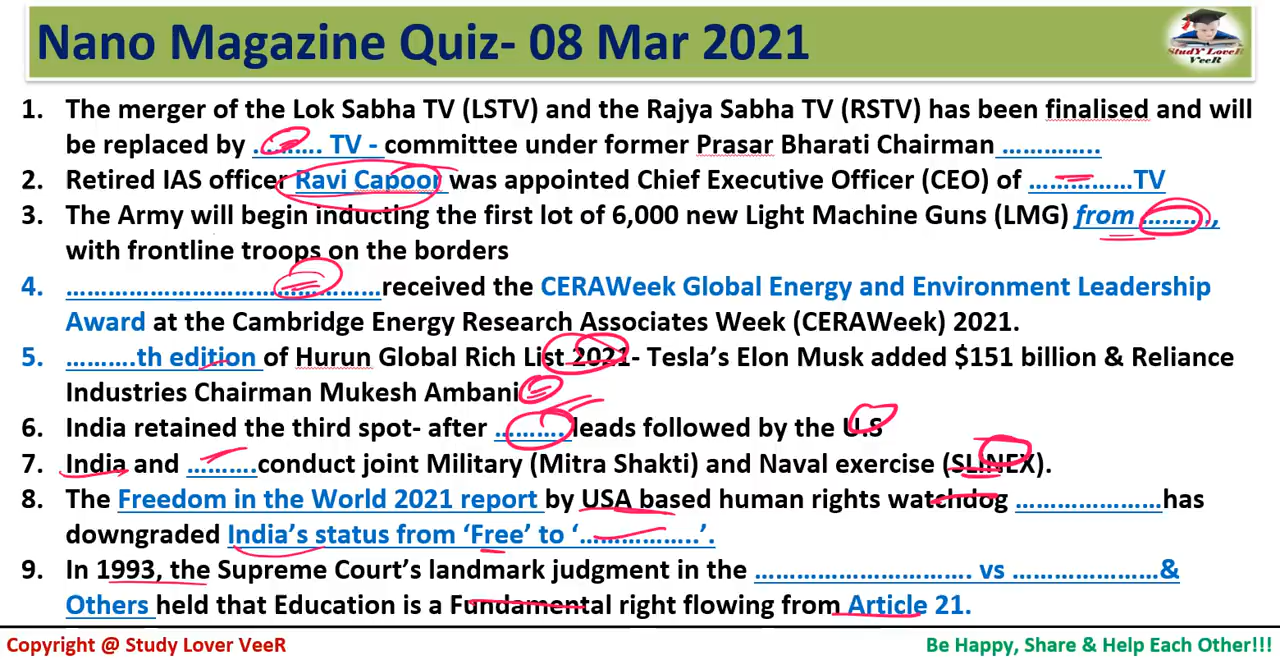 Nano Magazine Quiz- 08 Mar 2021
StudY LoveR
VeeR
1. The merger of the Lok Sabha TV (LSTV) and the Rajya Sabha TV (RSTV) has been finalised and will
be replaced by ………. TV - committee under former Prasar Bharati Chairman …………..
2. Retired IAS officer Ravi Capoor was appointed Chief Executive Officer (CEO) of ……………TV
3. The Army will begin inducting the first lot of 6,000 new Light Machine Guns (LMG) from ………,
with frontline troops on the borders
4. ………………………………………received the CERAWeek Global Energy and Environment Leadership
Award at the Cambridge Energy Research Associates Week (CERAWeek) 2021.
5. ……….th edition of Hurun Global Rich List 2021- Tesla’s Elon Musk added $151 billion & Reliance
Industries Chairman Mukesh Ambani
6. India retained the third spot- after ……….leads followed by the U.S
7. India and ……….conduct joint Military (Mitra Shakti) and Naval exercise (SLINEX).
8. The Freedom in the World 2021 report by USA based human rights watchdog …………………has
downgraded India’s status from ‘Free’ to ‘……………..’.
9. In 1993, the Supreme Court’s landmark judgment in the ………………………. vs ………………&
Others held that Education is a Fundamental right flowing from Article 21.
Copyright @ Study Lover VeeR
Be Happy, Share & Help Each Other!!!